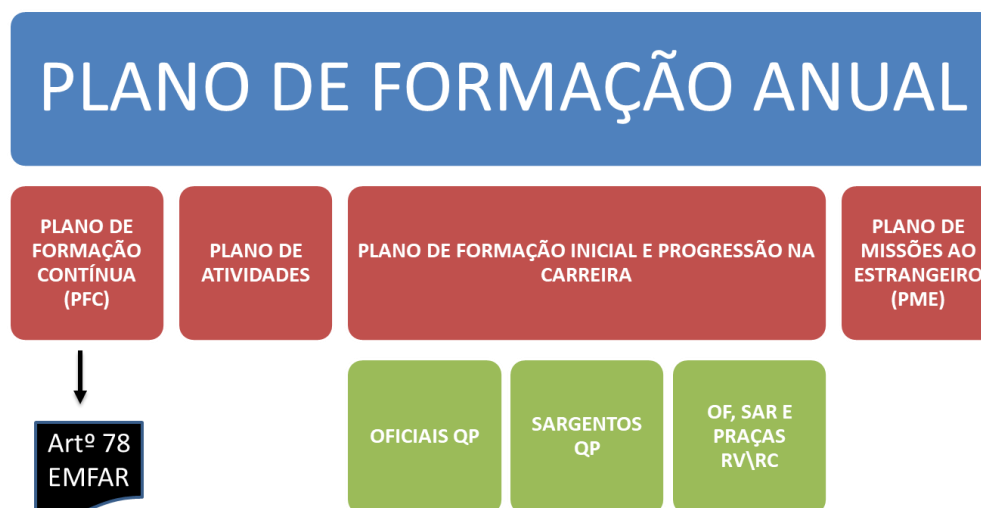 PLANO DE FORMAÇÃO ANUAL
PLANO DE
FORMAÇÃO
CONTÍNUA
(PFC)
PLANO DE
ATIVIDADES
PLANO DE FORMAÇÃO INICIAL E PROGRESSÃO NA
CARREIRA
PLANO DE
MISSÕES AO
ESTRANGEIRO
(PME)
Artº 78
EMFAR
OFICIAIS QP
SARGENTOS
QP
OF, SAR E
PRAÇAS
RV\RC